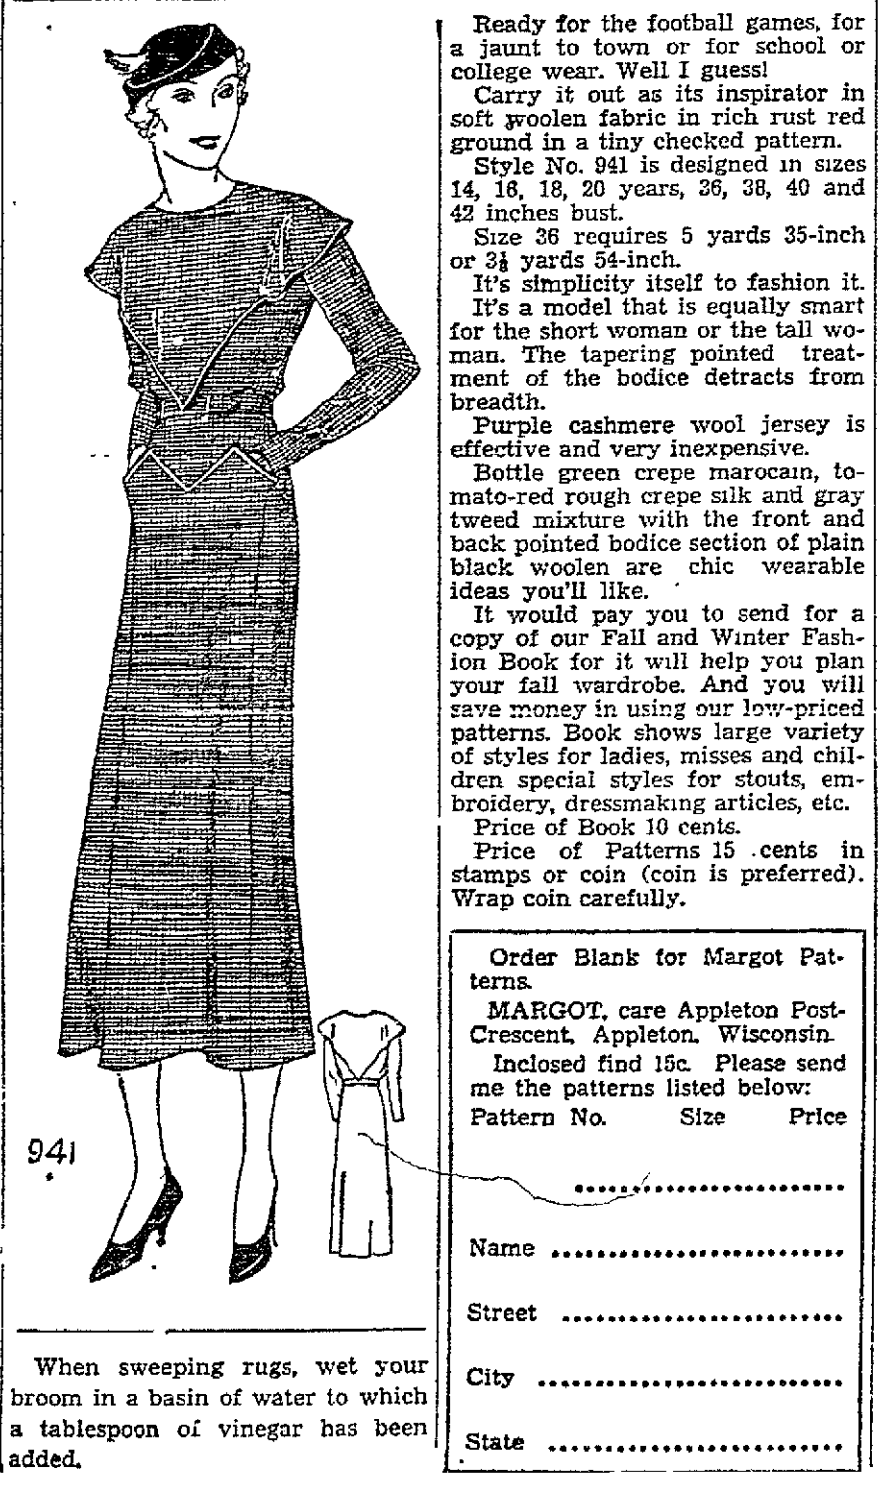 Ready for the football games, for
a jaunt to town or for school or
college wear. Well I guess!
Carry it out as its inspirator in
soft woolen fabric in rich rust red
ground in a tiny checked pattern.
Style No. 941 is designed in sizes
14, 16, 18, 20 years, 36, 38, 40 and
42 inches bust.
Size 36 requires 5 yards 35-inch
or 3⅛ yards 54-inch.
It's simplicity itself to fashion it.
It's a model that is equally smart
for the short woman or the tall wo-
man. The tapering pointed treat-
ment of the bodice detracts from
breadth.
Purple cashmere wool jersey is
effective and very inexpensive.
Bottle green crepe marocain, to-
mato-red rough crepe silk and gray
tweed mixture with the front and
back pointed bodice section of plain
black woolen are chic wearable
ideas you'll like.
It would pay you to send for a
copy of our Fall and Winter Fash-
ion Book for it will help you plan
your fall wardrobe. And you will
save money in using our low-priced
patterns. Book shows large variety
of styles for ladies, misses and chil-
dren special styles for stouts, em-
broidery, dressmaking articles, etc.
Price of Book 10 cents.
Price of Patterns 15 cents in
stamps or coin (coin is preferred).
Wrap coin carefully.
Order Blank for Margot Pat-
terns.
MARGOT, care Appleton Post-
Crescent, Appleton, Wisconsin.
Inclosed find 15c. Please send
me the patterns listed below:
Pattern No. Size Price
........................
Name ..........................
Street .........................
City ...........................
State ..........................
941
When sweeping rugs, wet your
broom in a basin of water to which
a tablespoon of vinegar has been
added.